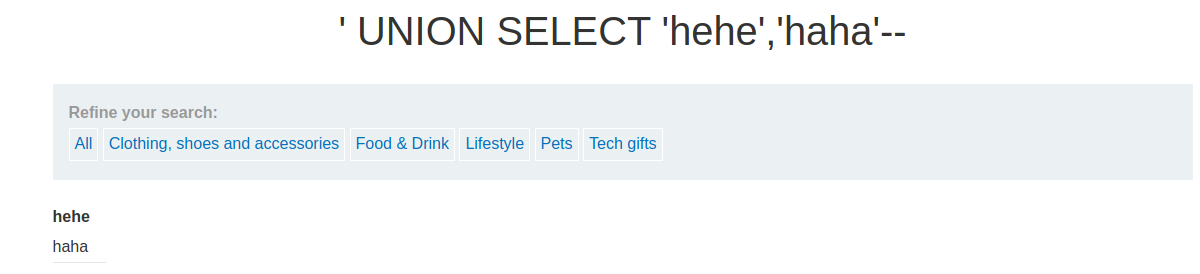 ' UNION SELECT 'hehe','haha'--
Refine your search:
All Clothing, shoes and accessories Food & Drink Lifestyle Pets Tech gifts
hehe
haha